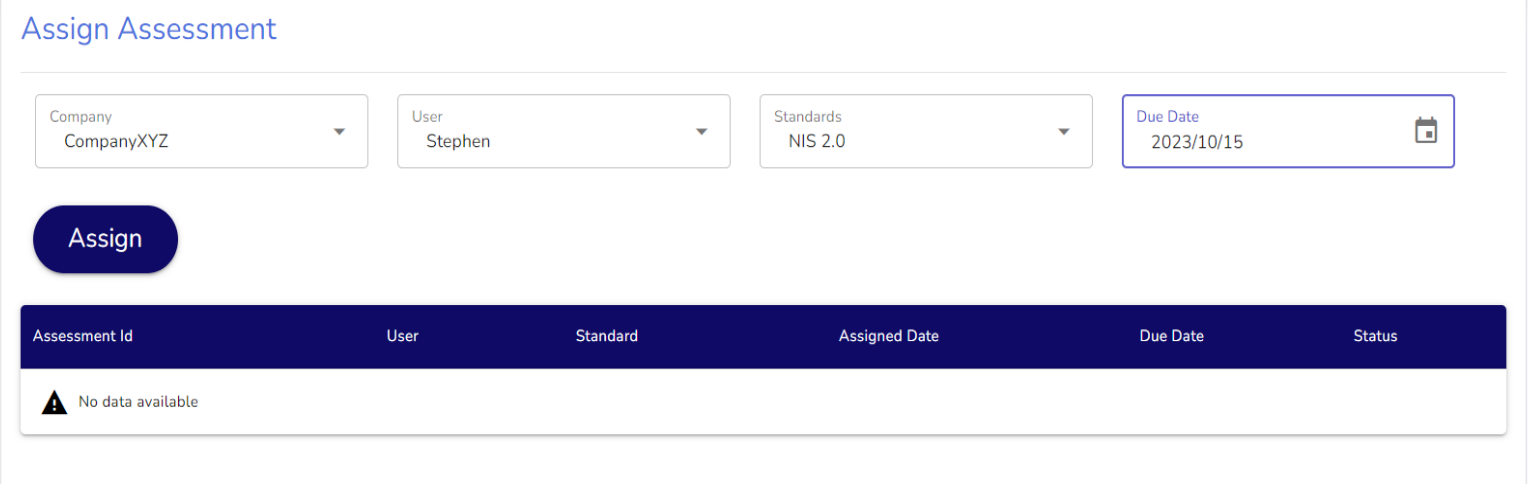 Assign Assessment
Company User Standards Due Date
CompanyXYZ Stephen NIS 2.0 2023/10/15
Assign
Assessment Id User Standard Assigned Date Due Date Status
No data available